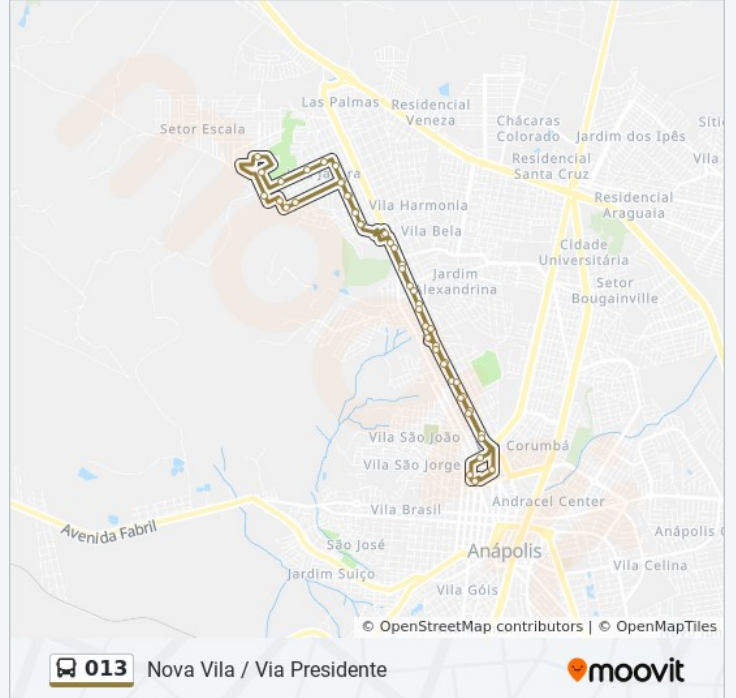 Las Palmas
Residencial
Veneza
Chácaras
Colorado
Jardim dos Ipês
Setor Escala
Residencial
Santa Cruz
Vila
Residencial
Araguaia
Vila Harmonia
Vila Bela
Cidade
Universitária
Jardim
Alexandrina
Setor
Bougainville
Vila São João
Corumbá
Vila São Jorge
Andracel Center
Vila Brasil
Avenida Fabril
São José
Anápolis
Anápolis
Jardim Suiço
Vila Celina
Vila Góis
© OpenStreetMap contributors | © OpenMapTiles
013 Nova Vila / Via Presidente
moovit